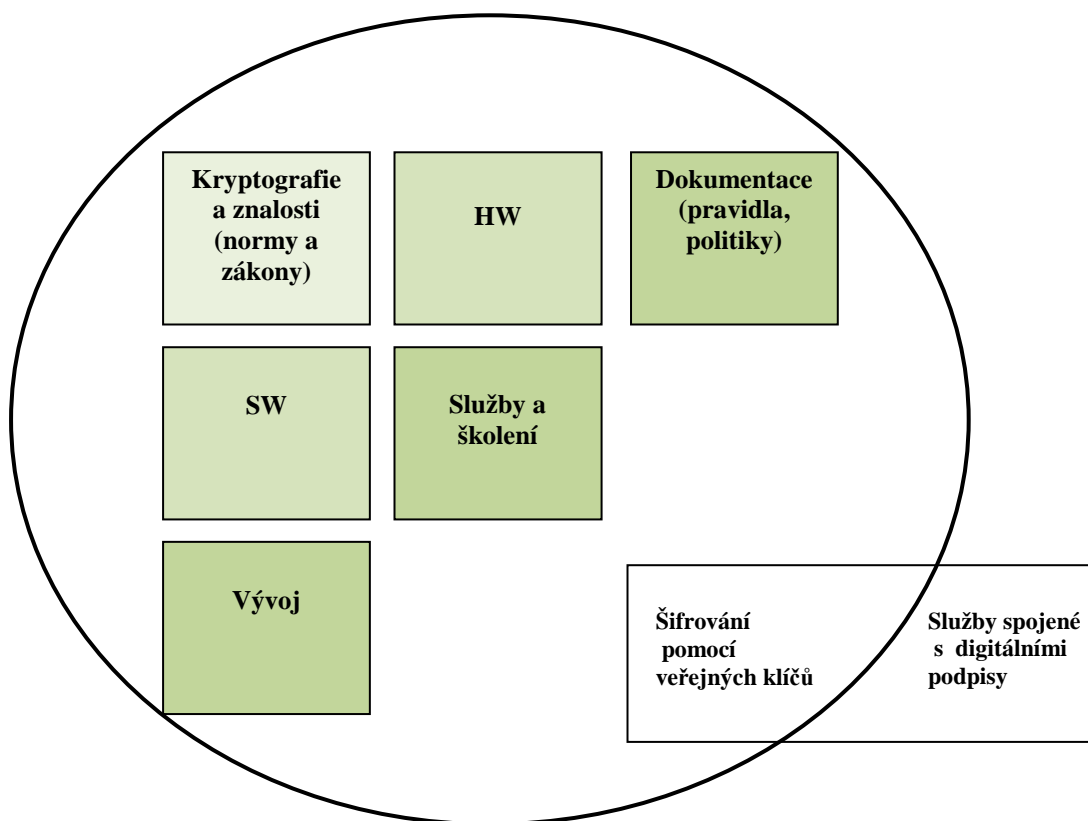 Kryptografie
a znalosti
(normy a
zákony)
HW
Dokumentace
(pravidla,
politiky)
SW
Služby a
školení
Vývoj
Šifrování
pomocí
veřejných klíčů
Služby spojené
s digitálními
podpisy